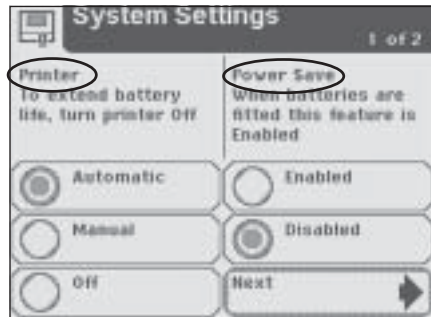 System Settings
1 of 2
Printer
To extend battery
life, turn printer Off
Power Save
When batteries are
fitted this feature is
Enabled
Automatic
Manual
Off
Enabled
Disabled
Next